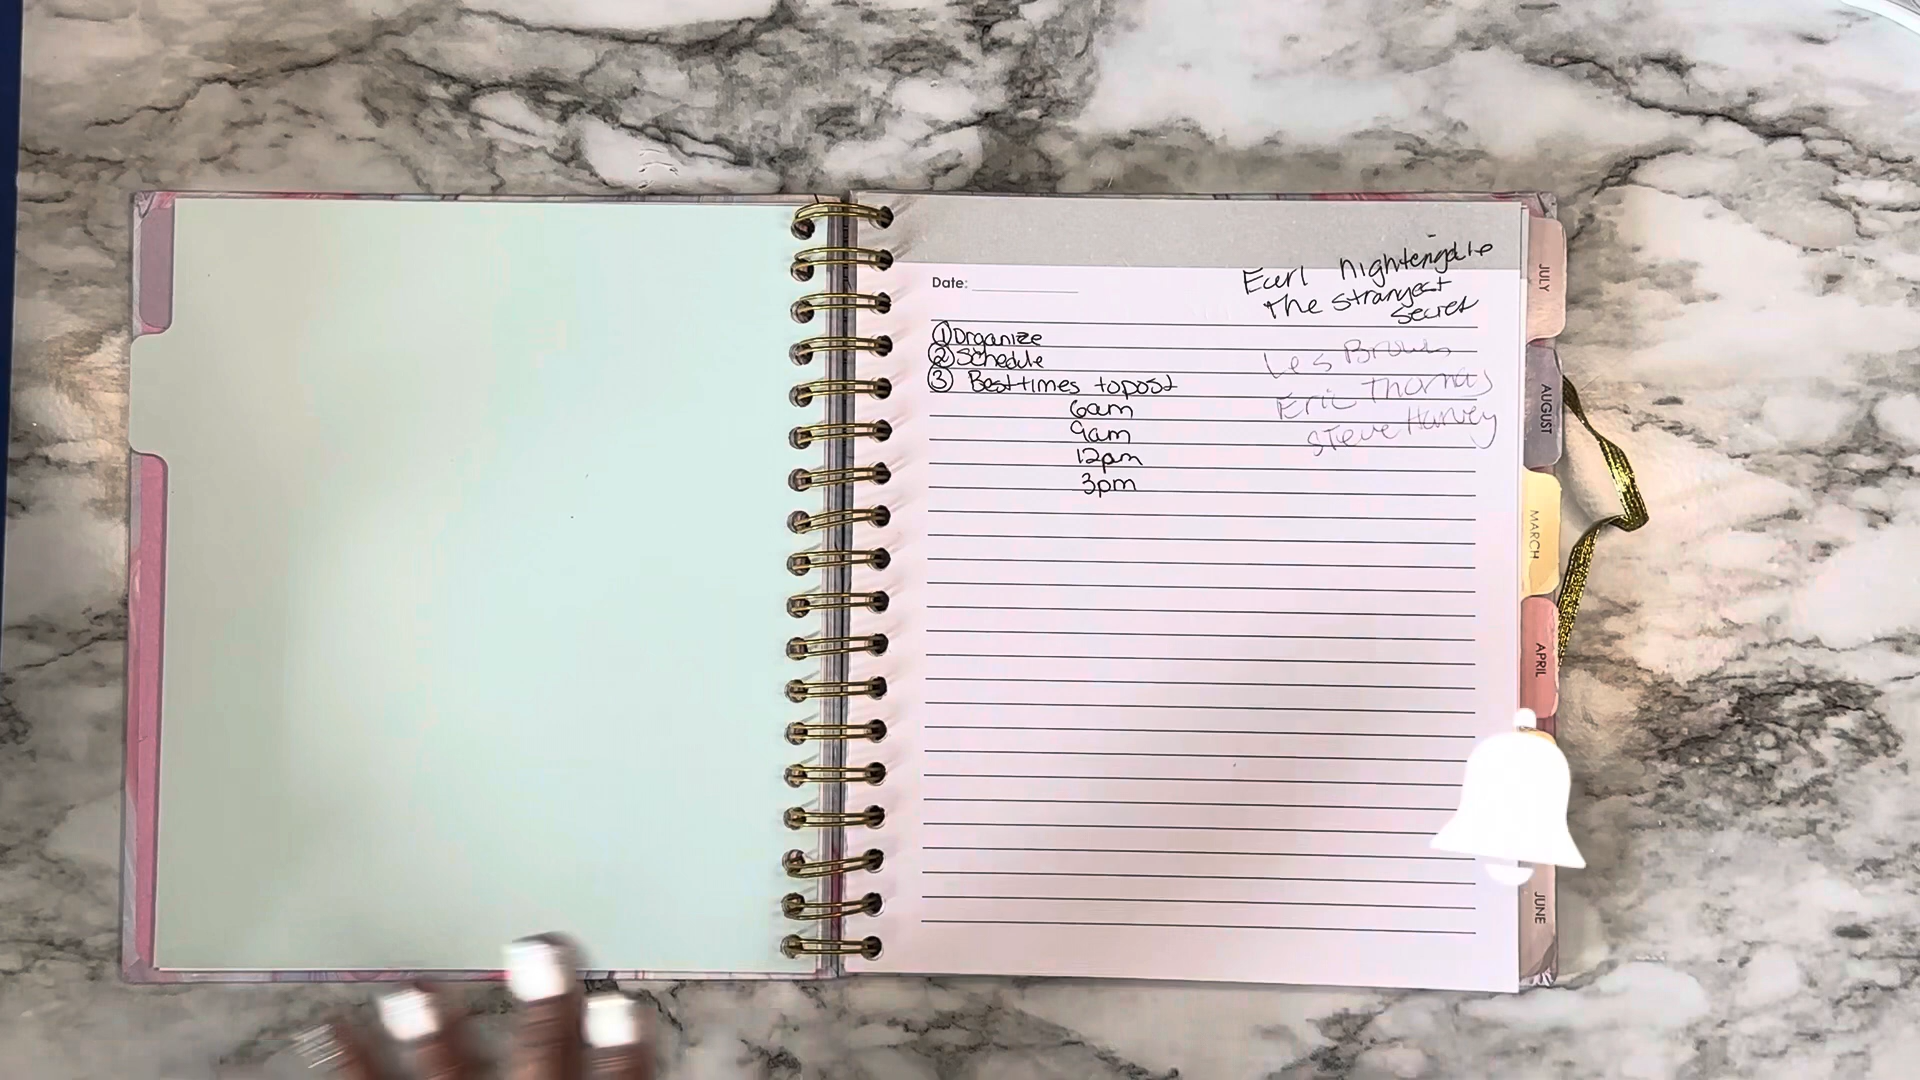 Earl Nightengale
the strangest
secret
Date:
① Organize
② Schedule
③ Best times to post
6am
9am
12pm
3pm
Les Brown
Eric Thomas
Steve Harvey
JULY
AUGUST
MARCH
APRIL
JUNE